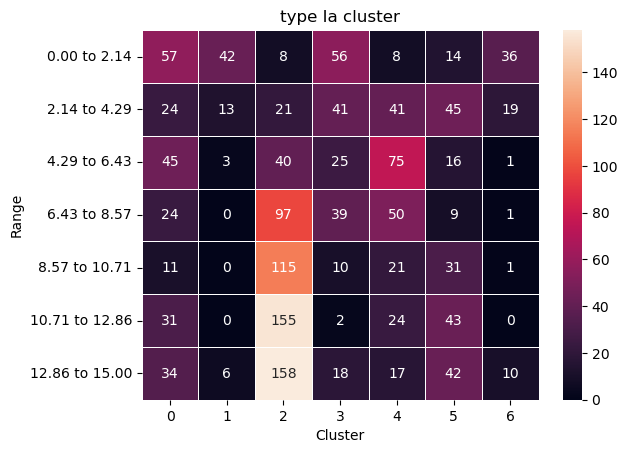 type Ia cluster
Range
0.00 to 2.14 57 42 8 56 8 14 36
2.14 to 4.29 24 13 21 41 41 45 19
4.29 to 6.43 45 3 40 25 75 16 1
6.43 to 8.57 24 0 97 39 50 9 1
8.57 to 10.71 11 0 115 10 21 31 1
10.71 to 12.86 31 0 155 2 24 43 0
12.86 to 15.00 34 6 158 18 17 42 10
0 1 2 3 4 5 6
Cluster
140
120
100
80
60
40
20
0